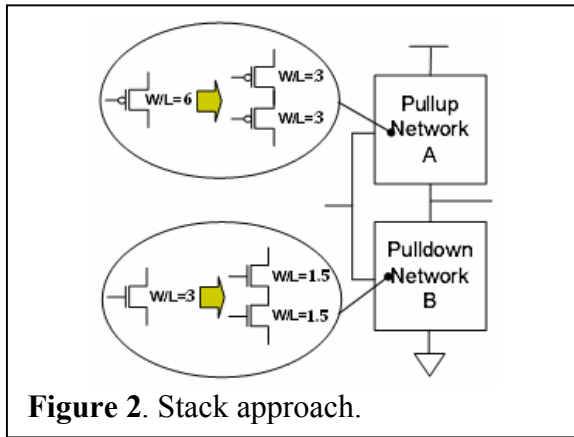 W/L=6
W/L=3
W/L=3
Pullup
Network
A
W/L=3
W/L=1.5
W/L=1.5
Pulldown
Network
B
Figure 2. Stack approach.